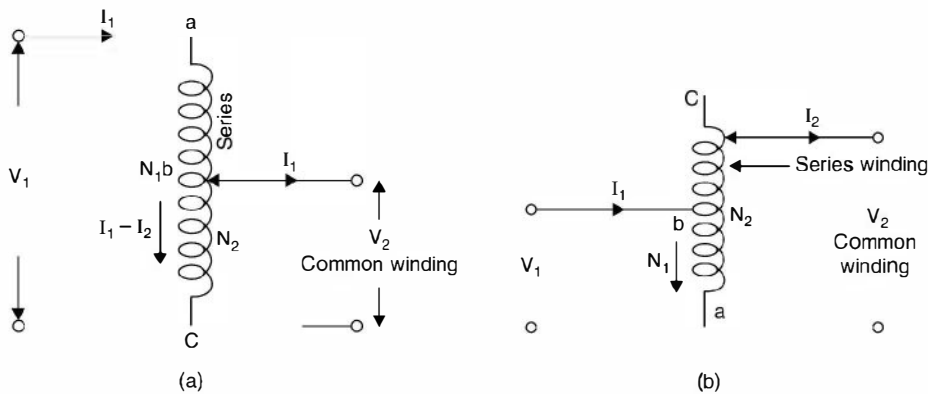 I1
a
Series
V1
N1b
I1
I1 – I2
N2
V2
Common winding
C
(a)
C
I2
Series winding
I1
b
N2
V1
N1
V2
Common
winding
a
(b)